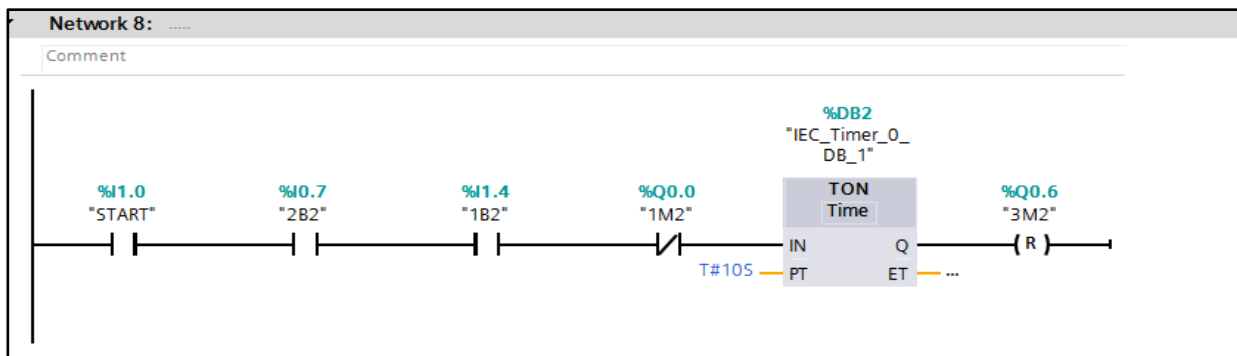 Network 8: .....
Comment
%DB2
"IEC_Timer_0_
DB_1"
%I1.0 %I0.7 %I1.4 %Q0.0 TON %Q0.6
"START" "2B2" "1B2" "1M2" Time "3M2"
IN Q R
T#10S PT ET ...